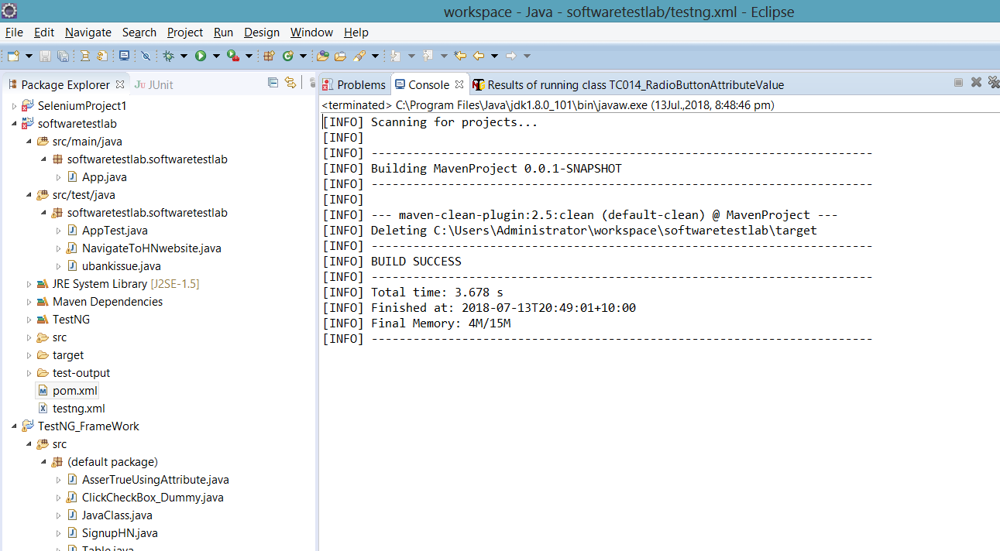 workspace - Java - softwaretestlab/testng.xml - Eclipse
File Edit Navigate Search Project Run Design Window Help
Package Explorer JUnit
SeleniumProject1
softwaretestlab
src/main/java
softwaretestlab.softwaretestlab
App.java
src/test/java
softwaretestlab.softwaretestlab
AppTest.java
NavigateToHNwebsite.java
ubankissue.java
JRE System Library [J2SE-1.5]
Maven Dependencies
TestNG
src
target
test-output
pom.xml
testng.xml
TestNG_FrameWork
src
(default package)
AsserTrueUsingAttribute.java
ClickCheckBox_Dummy.java
JavaClass.java
SignupHN.java
Table.java
Problems Console Results of running class TC014_RadioButtonAttributeValue
<terminated> C:\Program Files\Java\jdk1.8.0_101\bin\javaw.exe (13Jul.,2018, 8:48:46 pm)
[INFO] Scanning for projects...
[INFO]
[INFO] ------------------------------------------------------------------------
[INFO] Building MavenProject 0.0.1-SNAPSHOT
[INFO] ------------------------------------------------------------------------
[INFO]
[INFO] --- maven-clean-plugin:2.5:clean (default-clean) @ MavenProject ---
[INFO] Deleting C:\Users\Administrator\workspace\softwaretestlab\target
[INFO] ------------------------------------------------------------------------
[INFO] BUILD SUCCESS
[INFO] ------------------------------------------------------------------------
[INFO] Total time: 3.678 s
[INFO] Finished at: 2018-07-13T20:49:01+10:00
[INFO] Final Memory: 4M/15M
[INFO] ------------------------------------------------------------------------